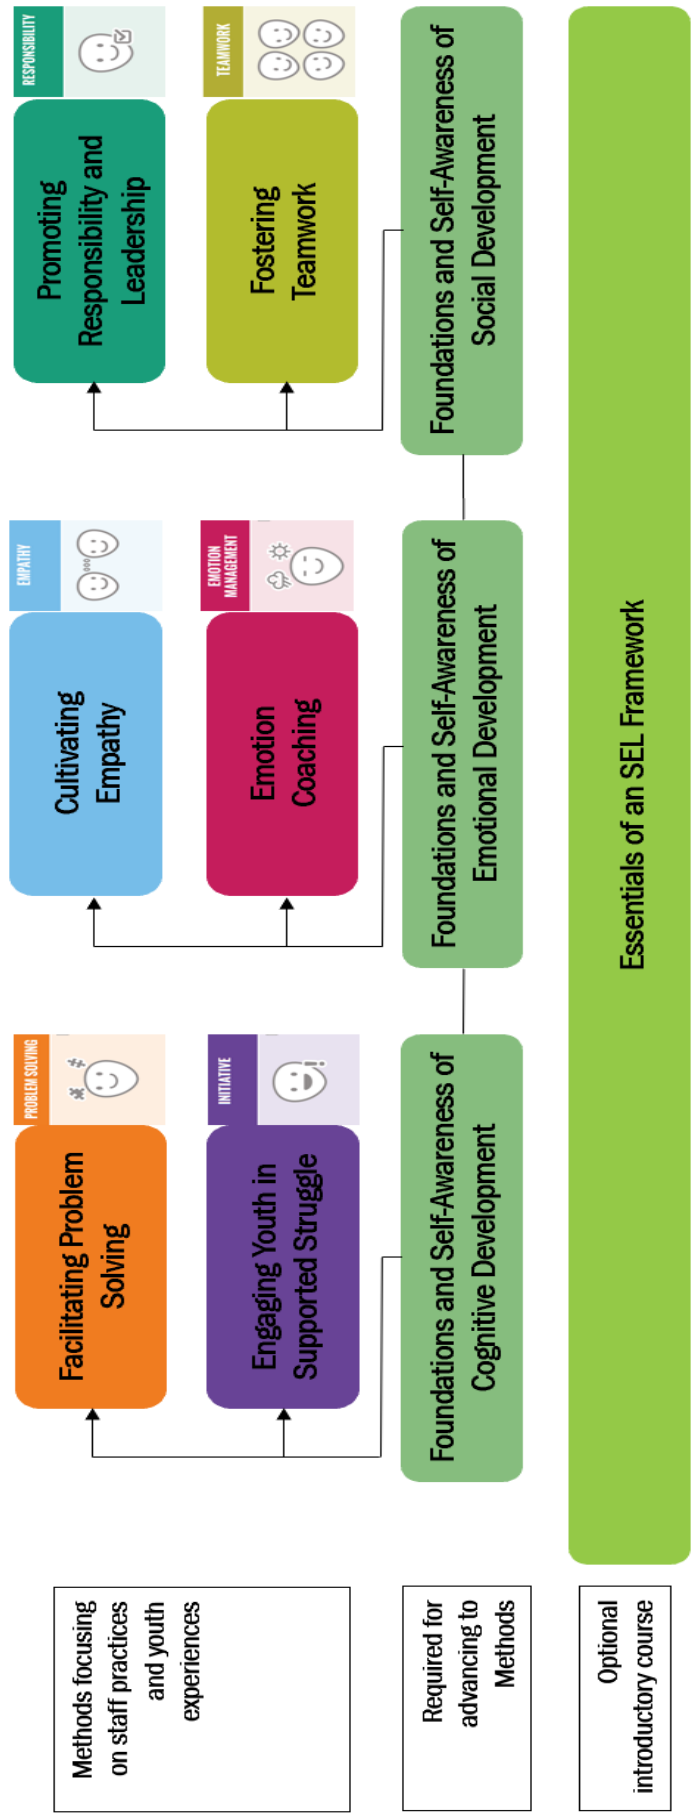 Methods focusing
on staff practices
and youth
experiences
Facilitating Problem
Solving
PROBLEM SOLVING
Cultivating
Empathy
EMPATHY
Promoting
Responsibility and
Leadership
RESPONSIBILITY
Engaging Youth in
Supported Struggle
INITIATIVE
Emotion
Coaching
EMOTION
MANAGEMENT
Fostering
Teamwork
TEAMWORK
Required for
advancing to
Methods
Foundations and Self-Awareness of
Cognitive Development
Foundations and Self-Awareness of
Emotional Development
Foundations and Self-Awareness of
Social Development
Optional
introductory course
Essentials of an SEL Framework